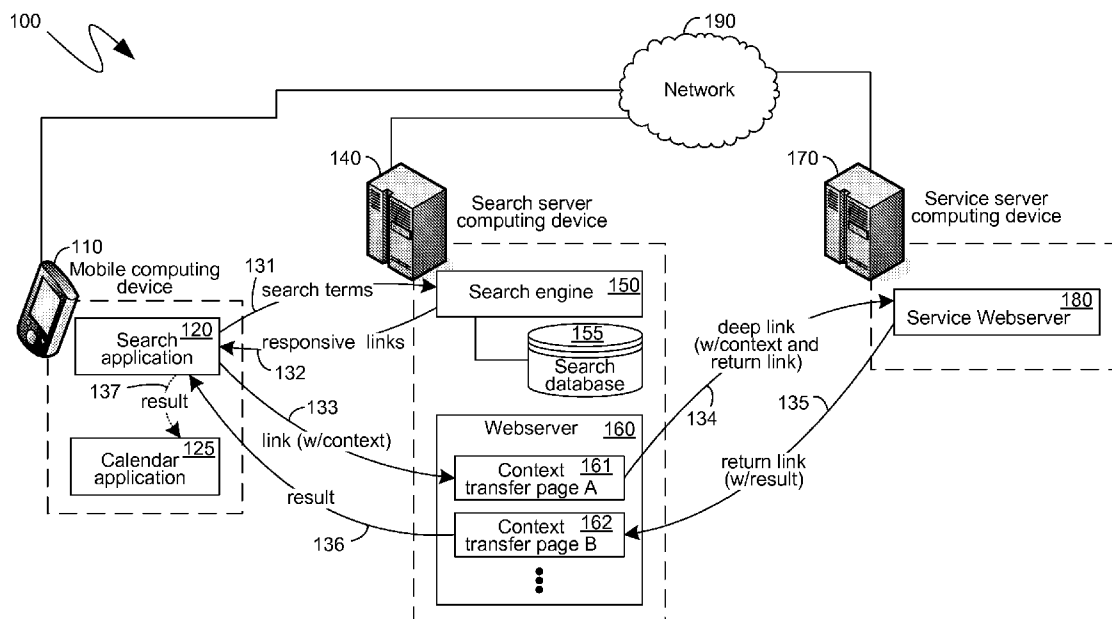 100
190
Network
140
170
Search server
computing device
Service server
computing device
110
Mobile computing
device
131
search terms
Search engine 150
Search 120
application
responsive links
132
155
Search
database
deep link
(w/context and
return link)
Service Webserver 180
137
result
133
link (w/context)
134
135
Webserver 160
Calendar 125
application
Context 161
transfer page A
return link
(w/result)
result
136
Context 162
transfer page B